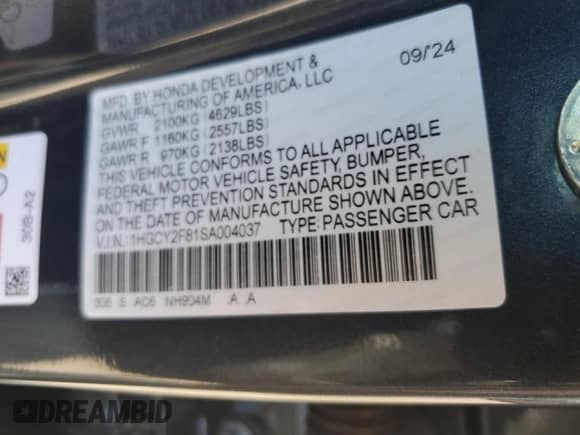 MFD. BY HONDA DEVELOPMENT &
MANUFACTURING OF AMERICA, LLC
09/'24
GVWR 2100KG (4629LBS)
GAWR F 1160KG (2557LBS)
GAWR R 970KG (2138LBS)
THIS VEHICLE CONFORMS TO ALL APPLICABLE
FEDERAL MOTOR VEHICLE SAFETY, BUMPER,
AND THEFT PREVENTION STANDARDS IN EFFECT
ON THE DATE OF MANUFACTURE SHOWN ABOVE.
V.I.N.: 1HGCY2F81SA004037 TYPE:PASSENGER CAR
NH904M A A
30B-A2
DREAMBID